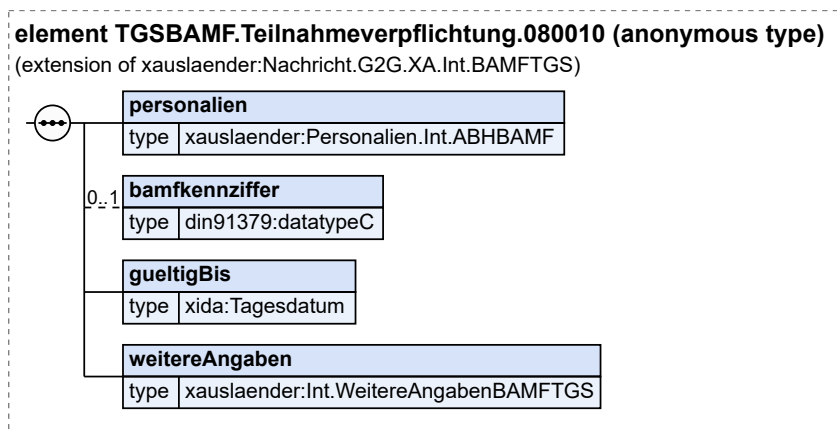 element TGSBAMF.Teilnahmeverpflichtung.080010 (anonymous type)
(extension of xauslaender:Nachricht.G2G.XA.Int.BAMFTGS)
personalien
type xauslaender:Personalien.Int.ABHBAMF
0..1
bamfkennziffer
type din91379:datatypeC
gueltigBis
type xida:Tagesdatum
weitereAngaben
type xauslaender:Int.WeitereAngabenBAMFTGS